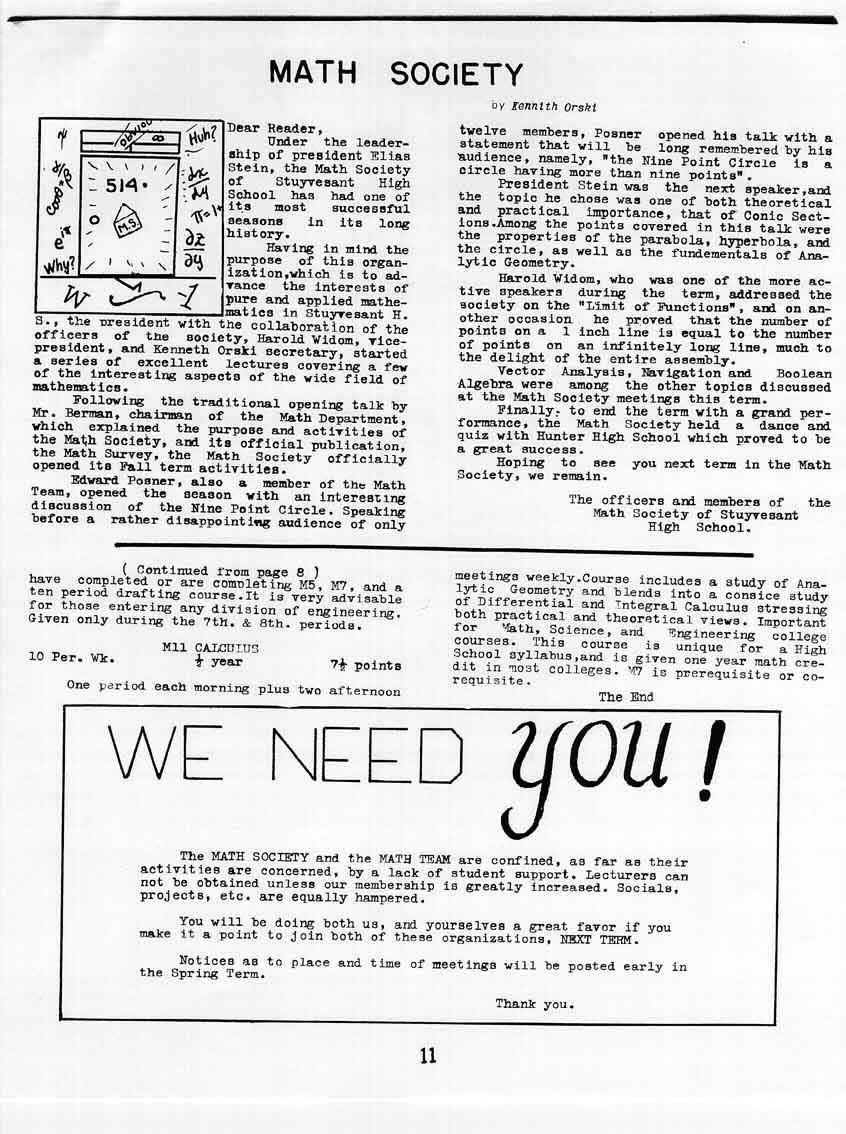 MATH SOCIETY
by Kennith Orski
Huh?
514.
M.S.
π=1
cosα=β
e^iπ
Why?
dx
dy
∂z
∂y
Dear Reader,
Under the leader-
ship of president Elias
Stein, the Math Society
of Stuyvesant High
School has had one of
its most successful
seasons in its long
history.
Having in mind the
purpose of this organ-
ization,which is to ad-
vance the interests of
pure and applied mathe-
matics in Stuyvesant H.
S., the president with the collaboration of the
officers of the society, Harold Widom, vice-
president, and Kenneth Orski secretary, started
a series of excellent lectures covering a few
of the interesting aspects of the wide field of
mathematics.
Following the traditional opening talk by
Mr. Berman, chairman of the Math Department,
which explained the purpose and activities of
the Math Society, and its official publication,
the Math Survey, the Math Society officially
opened its Fall term activities.
Edward Posner, also a member of the Math
Team, opened the season with an interesting
discussion of the Nine Point Circle. Speaking
before a rather disappointing audience of only
twelve members, Posner opened his talk with a
statement that will be long remembered by his
audience, namely, "the Nine Point Circle is a
circle having more than nine points".
President Stein was the next speaker,and
the topic he chose was one of both theoretical
and practical importance, that of Conic Sect-
ions.Among the points covered in this talk were
the properties of the parabola, hyperbola, and
the circle, as well as the fundementals of Ana-
lytic Geometry.
Harold Widom, who was one of the more ac-
tive speakers during the term, addressed the
society on the "Limit of Functions", and on an-
other occasion he proved that the number of
points on a 1 inch line is equal to the number
of points on an infinitely long line, much to
the delight of the entire assembly.
Vector Analysis, Navigation and Boolean
Algebra were among the other topics discussed
at the Math Society meetings this term.
Finally, to end the term with a grand per-
formance, the Math Society held a dance and
quiz with Hunter High School which proved to be
a great success.
Hoping to see you next term in the Math
Society, we remain.
The officers and members of the
Math Society of Stuyvesant
High School.
( Continued from page 8 )
have completed or are completing M5, M7, and a
ten period drafting course.It is very advisable
for those entering any division of engineering.
Given only during the 7th. & 8th. periods.
M11 CALCULUS
10 Per. Wk. ½ year 7½ points
One period each morning plus two afternoon
meetings weekly.Course includes a study of Ana-
lytic Geometry and blends into a consice study
of Differential and Integral Calculus stressing
both practical and theoretical views. Important
for Math, Science, and Engineering college
courses. This course is unique for a High
School syllabus,and is given one year math cre-
dit in most colleges. M7 is prerequisite or co-
requisite.
The End
WE NEED you!
The MATH SOCIETY and the MATH TEAM are confined, as far as their
activities are concerned, by a lack of student support. Lecturers can
not be obtained unless our membership is greatly increased. Socials,
projects, etc. are equally hampered.
You will be doing both us, and yourselves a great favor if you
make it a point to join both of these organizations, NEXT TERM.
Notices as to place and time of meetings will be posted early in
the Spring Term.
Thank you.
11